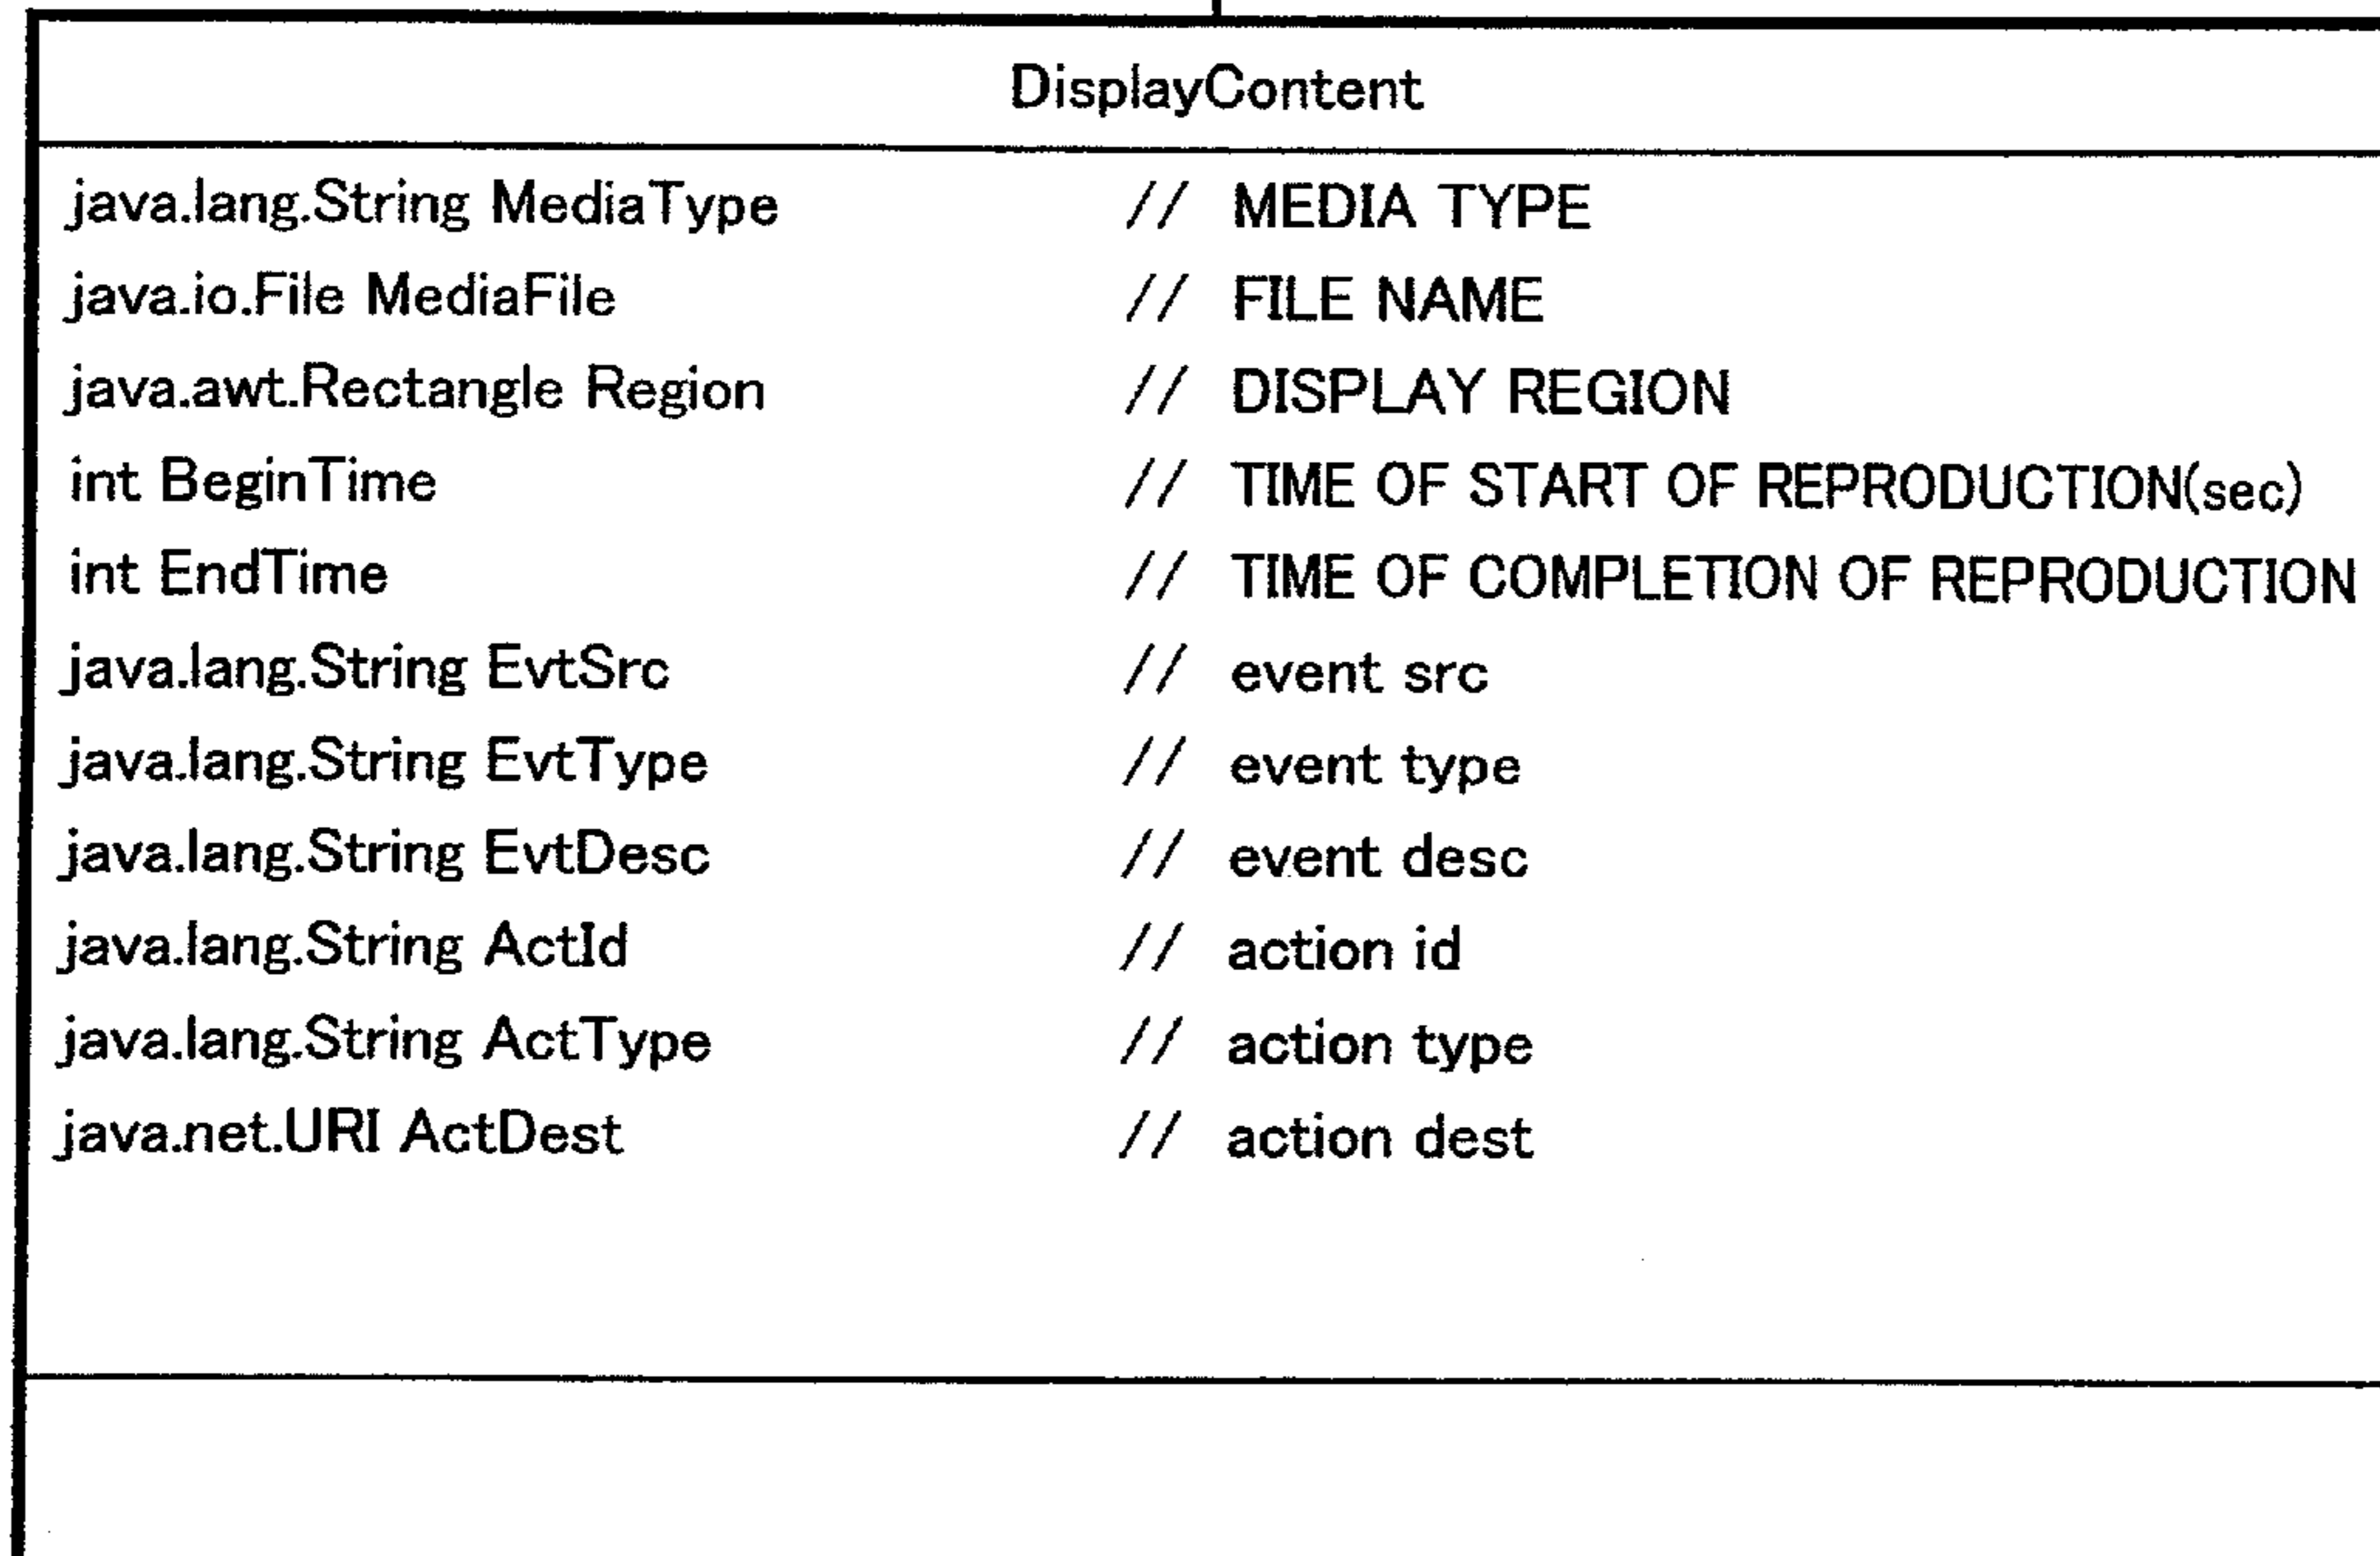 DisplayContent
java.lang.String MediaType // MEDIA TYPE
java.io.File MediaFile // FILE NAME
java.awt.Rectangle Region // DISPLAY REGION
int BeginTime // TIME OF START OF REPRODUCTION(sec)
int EndTime // TIME OF COMPLETION OF REPRODUCTION
java.lang.String EvtSrc // event src
java.lang.String EvtType // event type
java.lang.String EvtDesc // event desc
java.lang.String ActId // action id
java.lang.String ActType // action type
java.net.URI ActDest // action dest